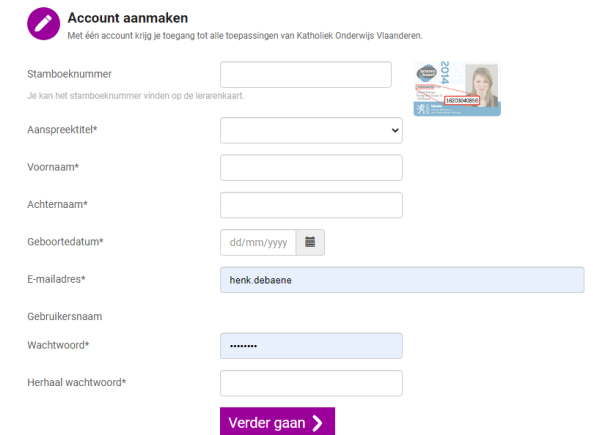 Account aanmaken
Met één account krijg je toegang tot alle toepassingen van Katholiek Onderwijs Vlaanderen.
Stamboeknummer
2014
16203040856
Je kan het stamboeknummer vinden op de lerarenkaart.
Aanspreektitel*
Voornaam*
Achternaam*
Geboortedatum*
dd/mm/yyyy
E-mailadres*
henk.debaene
Gebruikersnaam
Wachtwoord*
••••••••
Herhaal wachtwoord*
Verder gaan